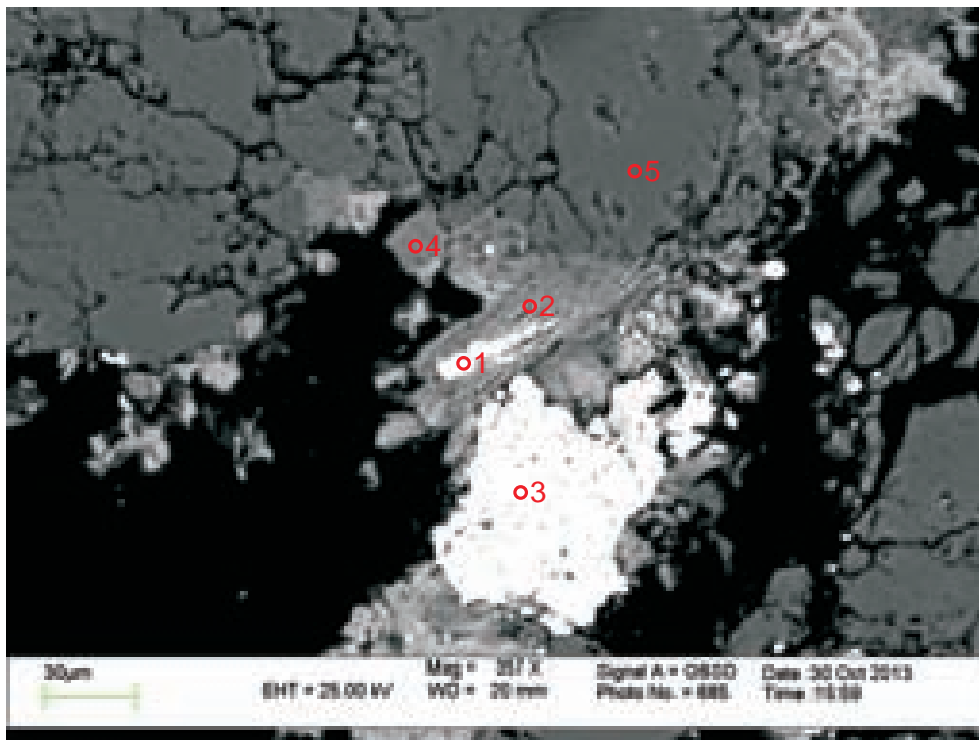 5
4
2
1
3
30µm
Mag = 357 X
Signal A = QBSD
Date :30 Oct 2013
EHT = 25.00 kV
WD = 20 mm
Photo No. = 685
Time :